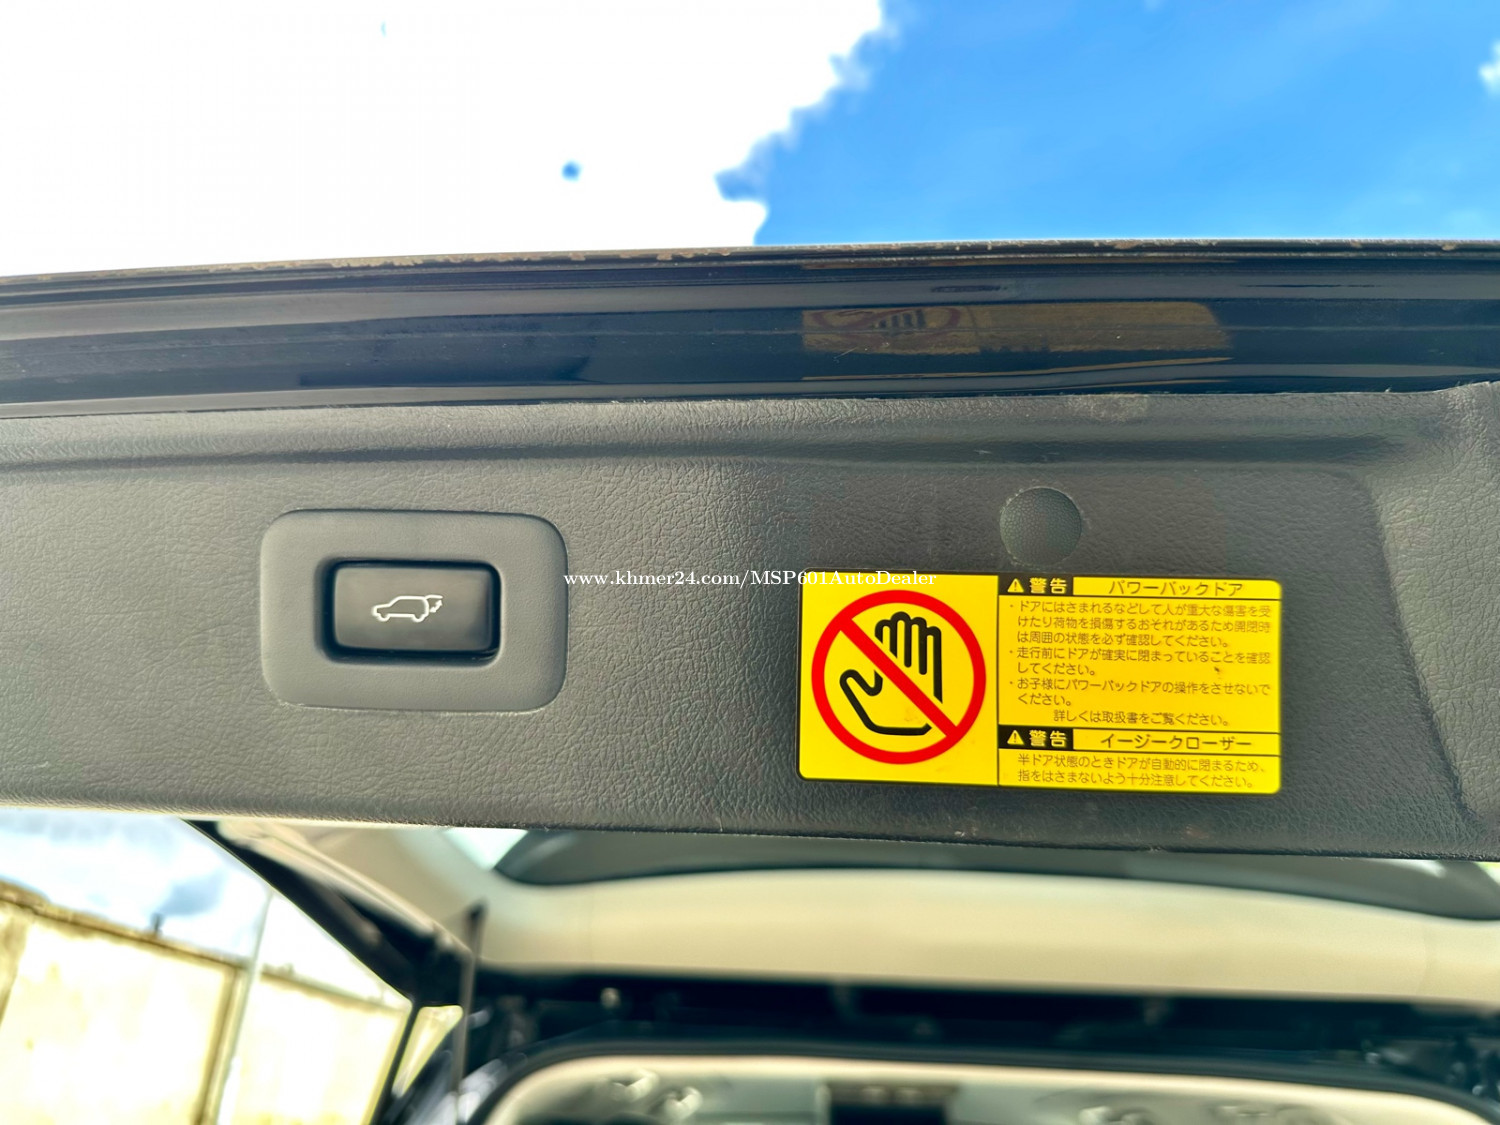 www.khmer24.com/MSP601AutoDealer
警告 パワーバックドア
・ドアにはさまれるなどして人が重大な傷害を受
けたり荷物を損傷するおそれがあるため開閉時
は周囲の状態を必ず確認してください。
・走行前にドアが確実に閉まっていることを確認
してください。
・お子様にパワーバックドアの操作をさせないで
ください。
詳しくは取扱書をご覧ください。
警告 イージークローザー
半ドア状態のときドアが自動的に閉まるため、
指をはさまないよう十分注意してください。